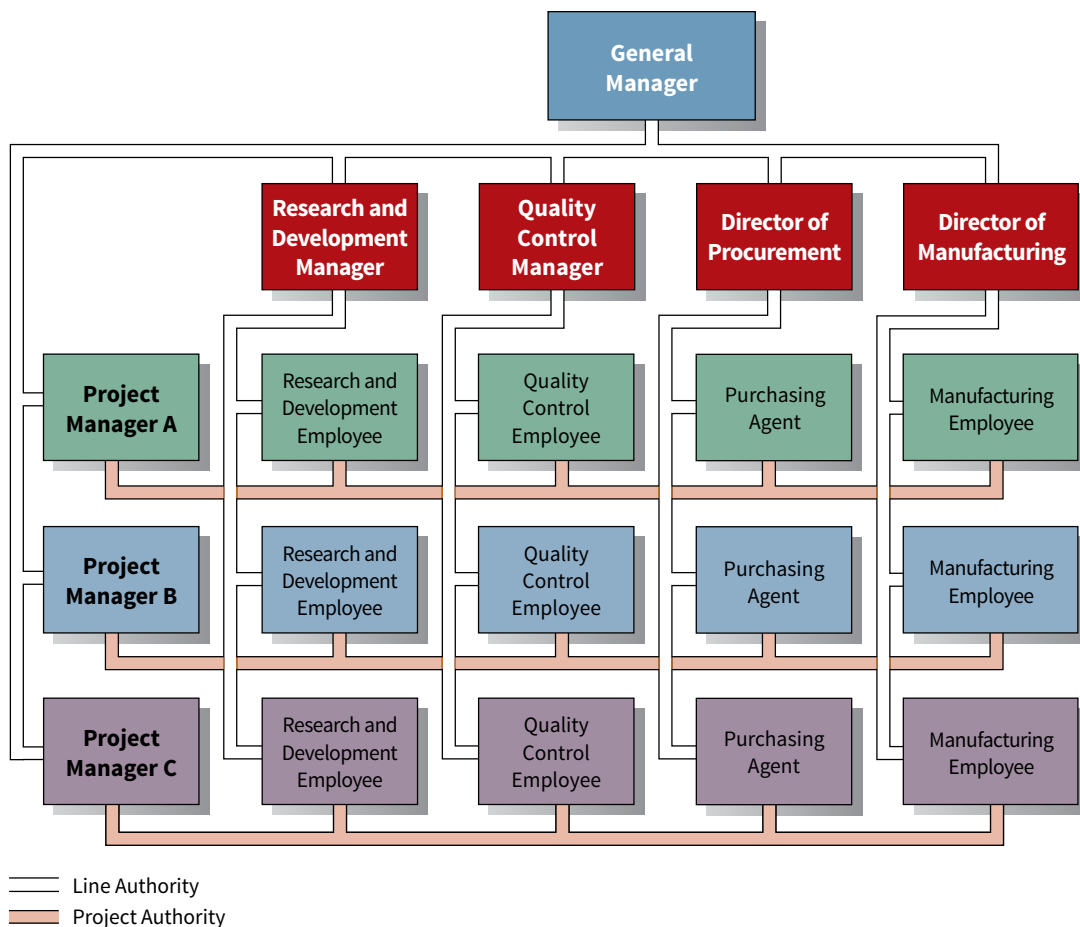 General
Manager
Research and
Development
Manager
Quality
Control
Manager
Director of
Procurement
Director of
Manufacturing
Project
Manager A
Research and
Development
Employee
Quality
Control
Employee
Purchasing
Agent
Manufacturing
Employee
Project
Manager B
Research and
Development
Employee
Quality
Control
Employee
Purchasing
Agent
Manufacturing
Employee
Project
Manager C
Research and
Development
Employee
Quality
Control
Employee
Purchasing
Agent
Manufacturing
Employee
Line Authority
Project Authority